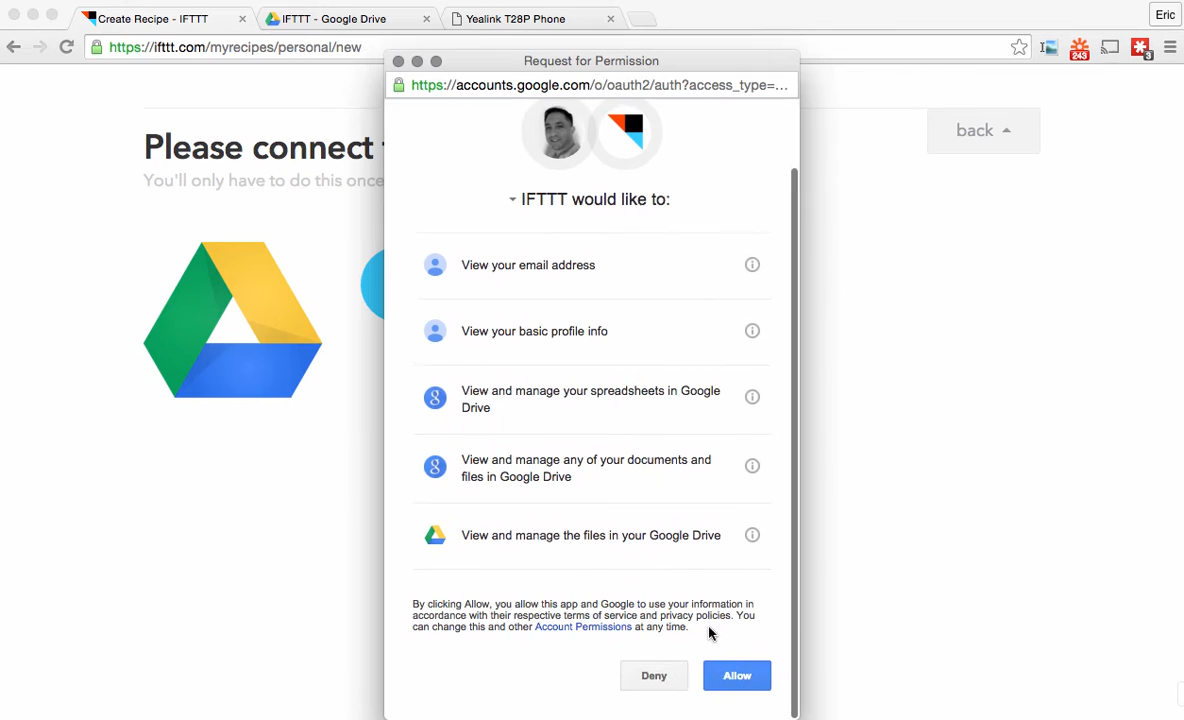 Create Recipe - IFTTT
IFTTT - Google Drive
Yealink T28P Phone
Eric
https://ifttt.com/myrecipes/personal/new
243
3
Request for Permission
https://accounts.google.com/o/oauth2/auth?access_type=...
Please connect
You'll only have to do this once
back
IFTTT would like to:
View your email address
View your basic profile info
View and manage your spreadsheets in Google
Drive
View and manage any of your documents and
files in Google Drive
View and manage the files in your Google Drive
By clicking Allow, you allow this app and Google to use your information in
accordance with their respective terms of service and privacy policies. You
can change this and other Account Permissions at any time.
Deny
Allow